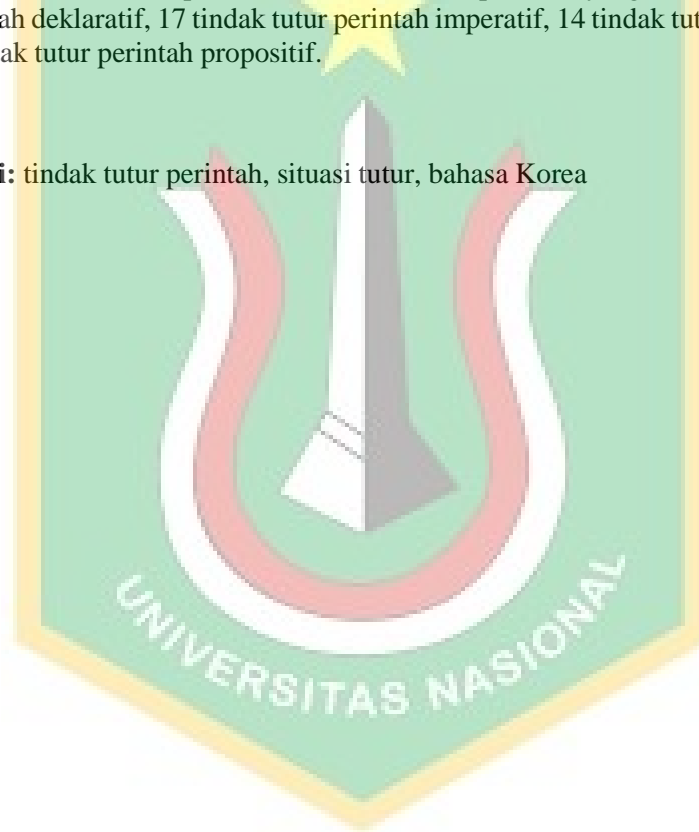 ah deklaratif, 17 tindak tutur perintah imperatif, 14 tindak tut
ak tutur perintah propositif.
i: tindak tutur perintah, situasi tutur, bahasa Korea
UNIVERSITAS NASIONAL